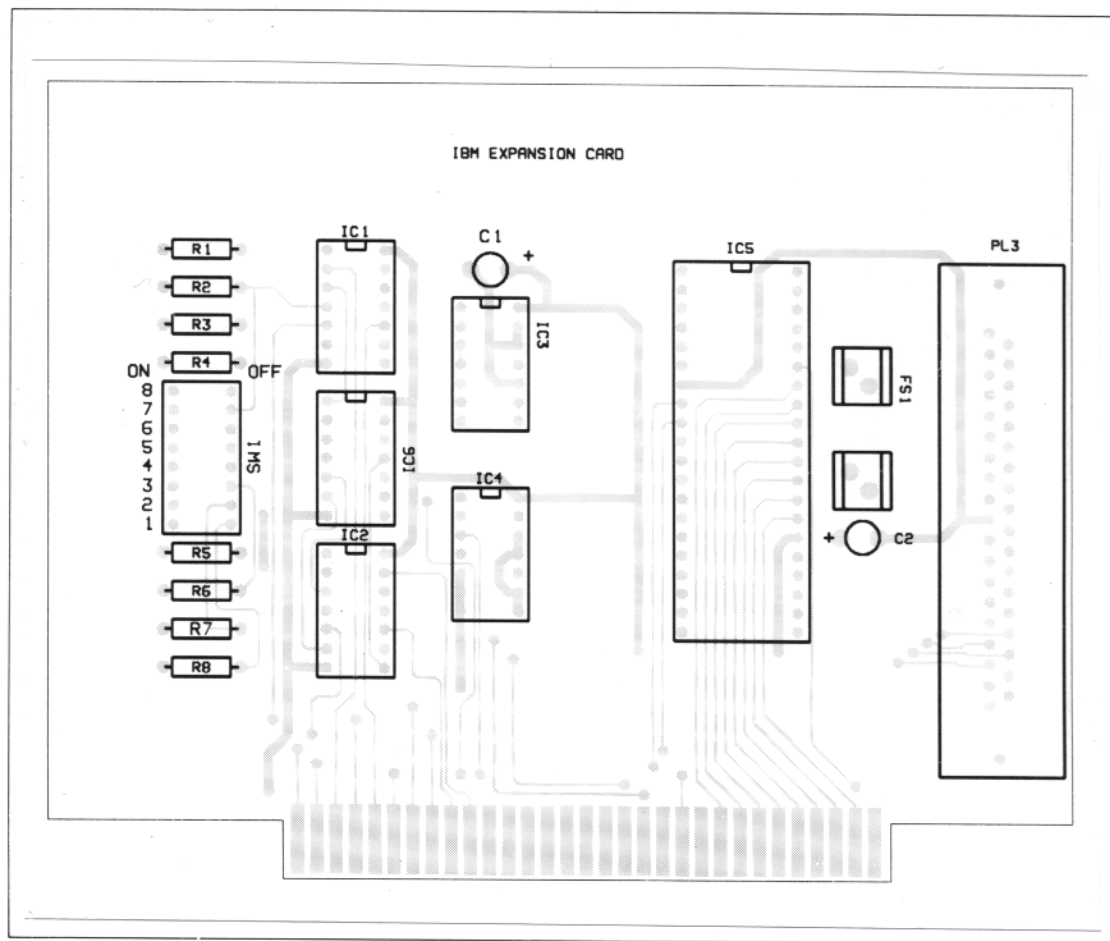 IBM EXPANSION CARD
IC1
C1
+
IC5
PL3
R1
R2
R3
R4
IC3
FS1
ON
OFF
8
7
6
5
4
3
2
1
SW1
IC6
IC4
IC2
+
C2
R5
R6
R7
R8